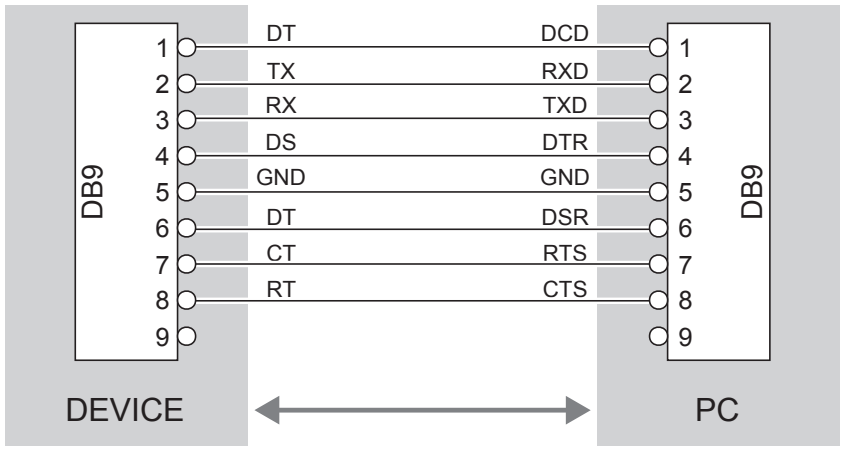 1 DT DCD 1
2 TX RXD 2
3 RX TXD 3
4 DS DTR 4
5 GND GND 5
6 DT DSR 6
7 CT RTS 7
8 RT CTS 8
9 9
DB9 DB9
DEVICE PC